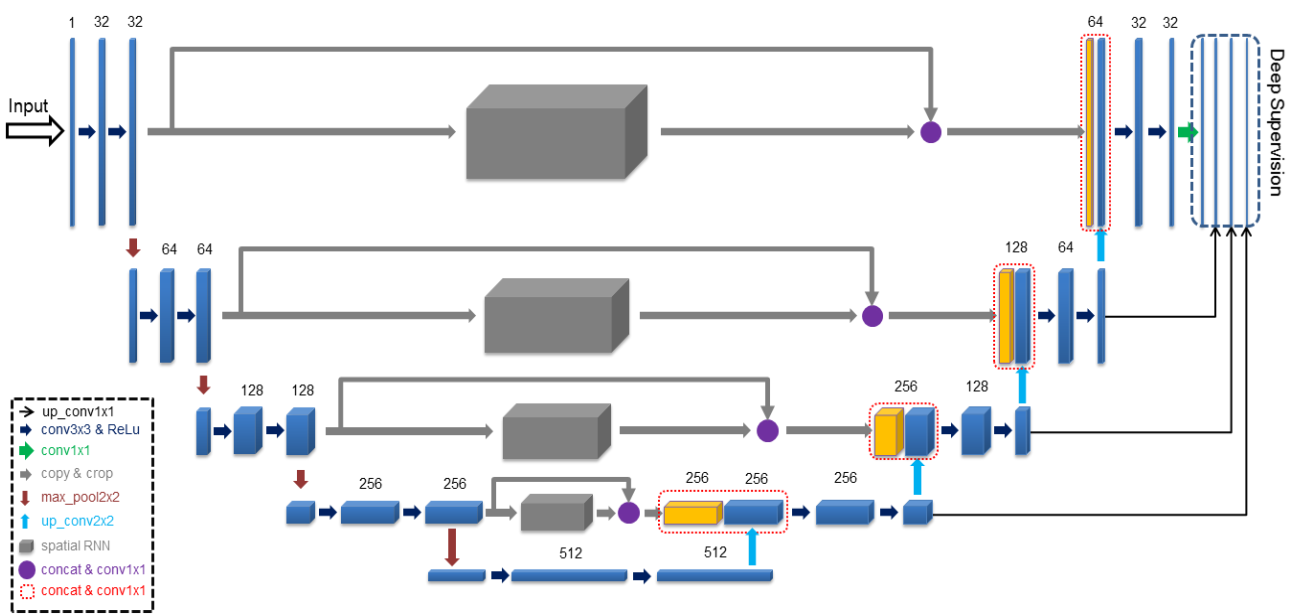 1 32 32 64 32 32
Input
Deep Supervision
64 64 128 64
128 128 256 128
256 256 256 256 256
512 512
up_conv1x1
conv3x3 & ReLu
conv1x1
copy & crop
max_pool2x2
up_conv2x2
spatial RNN
concat & conv1x1
concat & conv1x1